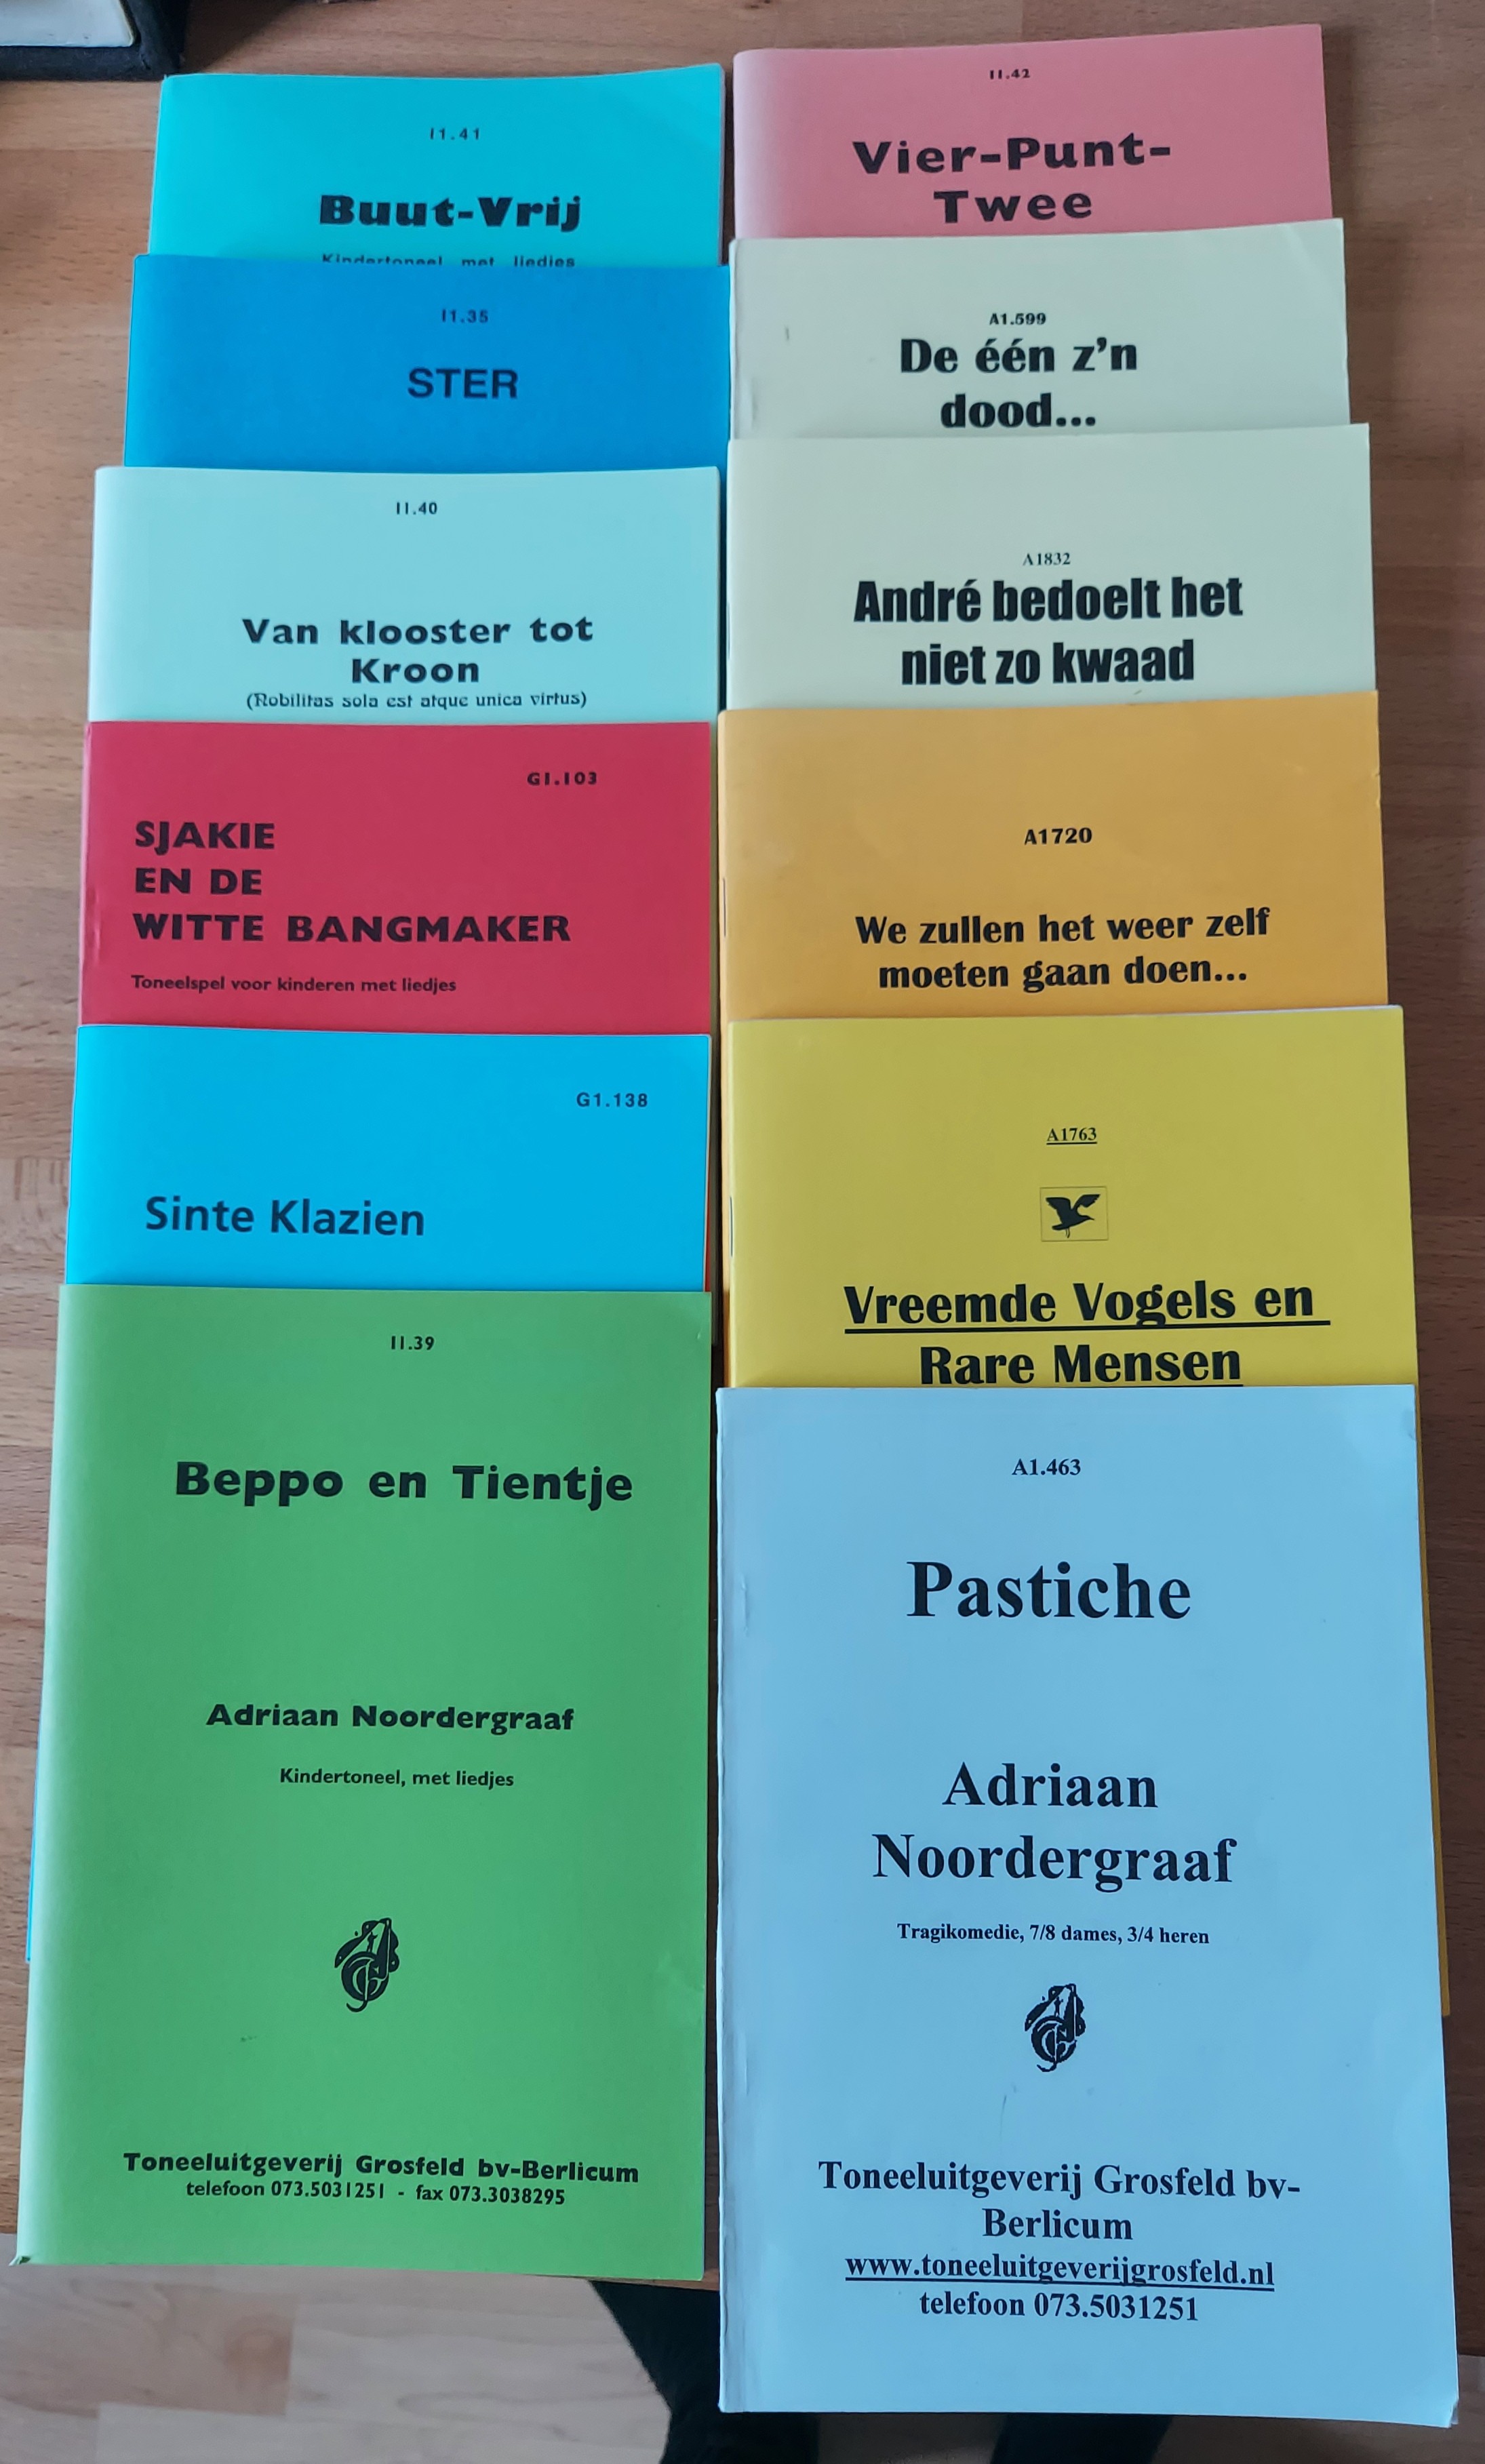 I1.41
Buut-Vrij
Kindertoneel met liedjes
I1.35
STER
I1.40
Van klooster tot
Kroon
(Nobilitas sola est atque unica virtus)
G1.103
SJAKIE
EN DE
WITTE BANGMAKER
Toneelspel voor kinderen met liedjes
G1.138
Sinte Klazien
I1.39
Beppo en Tientje
Adriaan Noordergraaf
Kindertoneel, met liedjes
Toneeluitgeverij Grosfeld bv-Berlicum
telefoon 073.5031251 - fax 073.3038295
I1.42
Vier-Punt-
Twee
A1.599
De één z'n
dood...
A1832
André bedoelt het
niet zo kwaad
A1720
We zullen het weer zelf
moeten gaan doen...
A1763
Vreemde Vogels en
Rare Mensen
A1.463
Pastiche
Adriaan
Noordergraaf
Tragikomedie, 7/8 dames, 3/4 heren
Toneeluitgeverij Grosfeld bv-
Berlicum
www.toneeluitgeverijgrosfeld.nl
telefoon 073.5031251